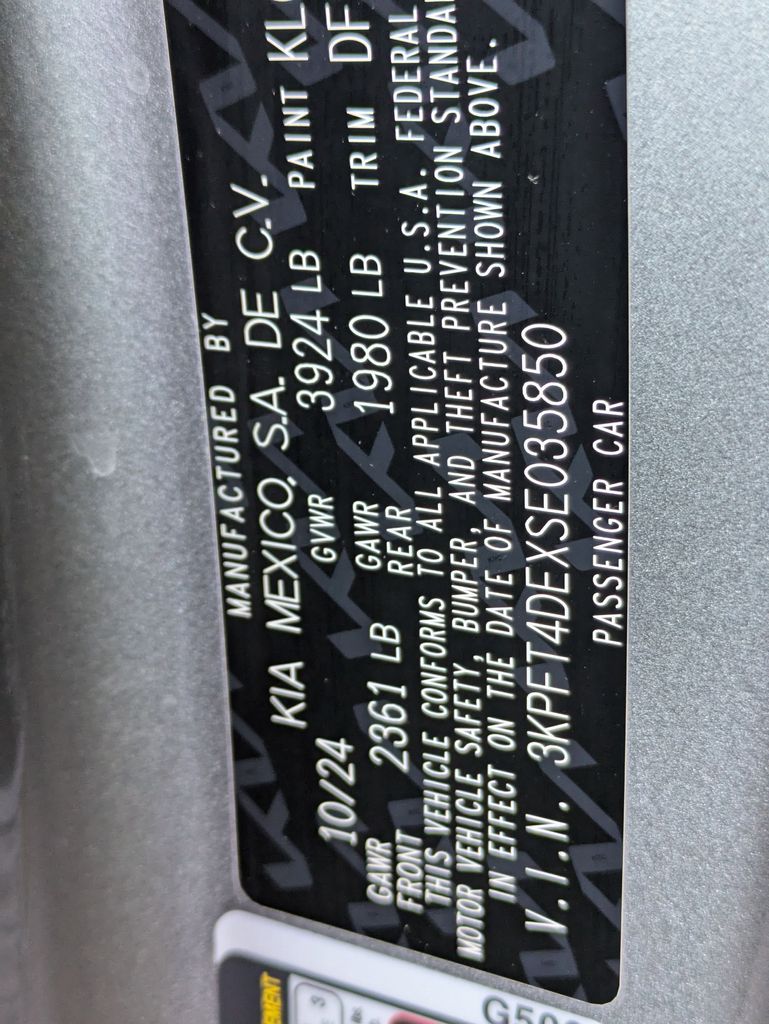 MANUFACTURED BY
KIA MEXICO, S.A. DE C.V.
10/24 GVWR 3924 LB PAINT
GAWR FRONT 2361 LB GAWR REAR 1980 LB TRIM DF
THIS VEHICLE CONFORMS TO ALL APPLICABLE U.S.A. FEDERAL
MOTOR VEHICLE SAFETY, BUMPER, AND THEFT PREVENTION
IN EFFECT ON THE DATE OF MANUFACTURE SHOWN ABOVE.
V.I.N. 3KPFT4DEXSE035850
PASSENGER CAR